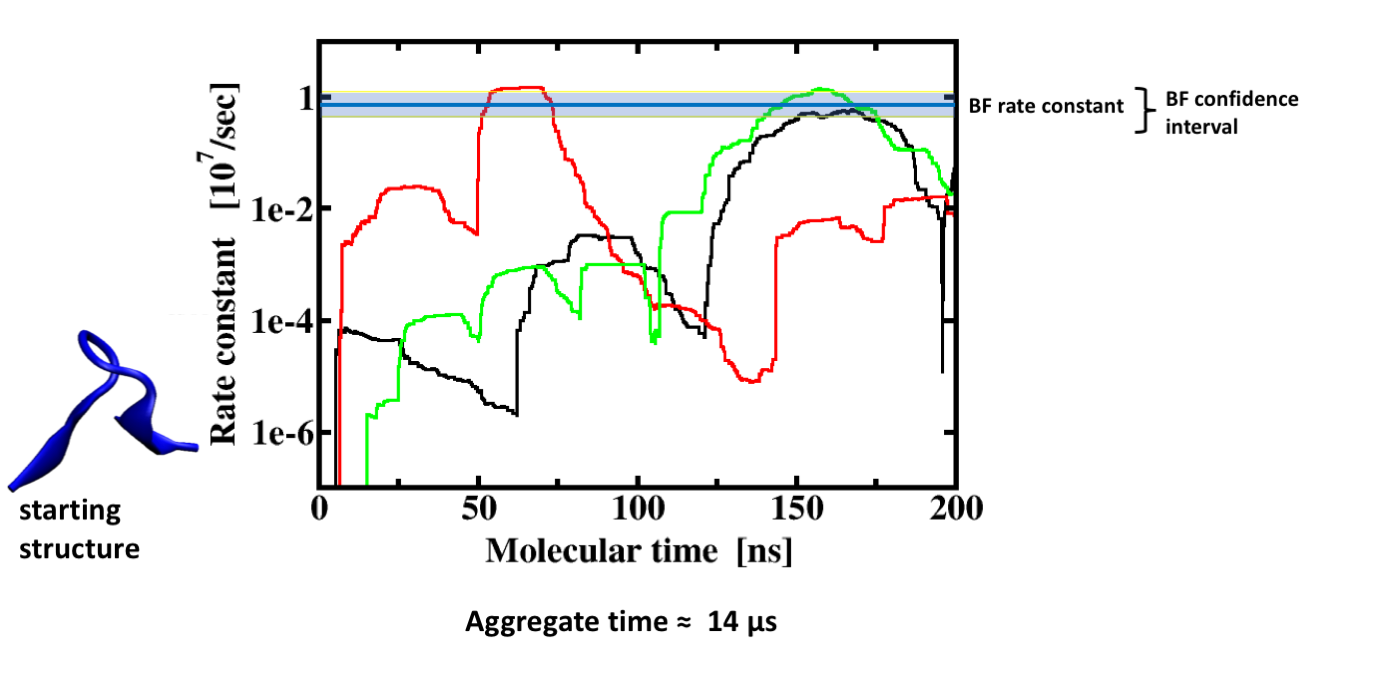 Rate constant [10^7/sec]
1
1e-2
1e-4
1e-6
0 50 100 150 200
Molecular time [ns]
BF rate constant
BF confidence
interval
starting
structure
Aggregate time ≈ 14 µs